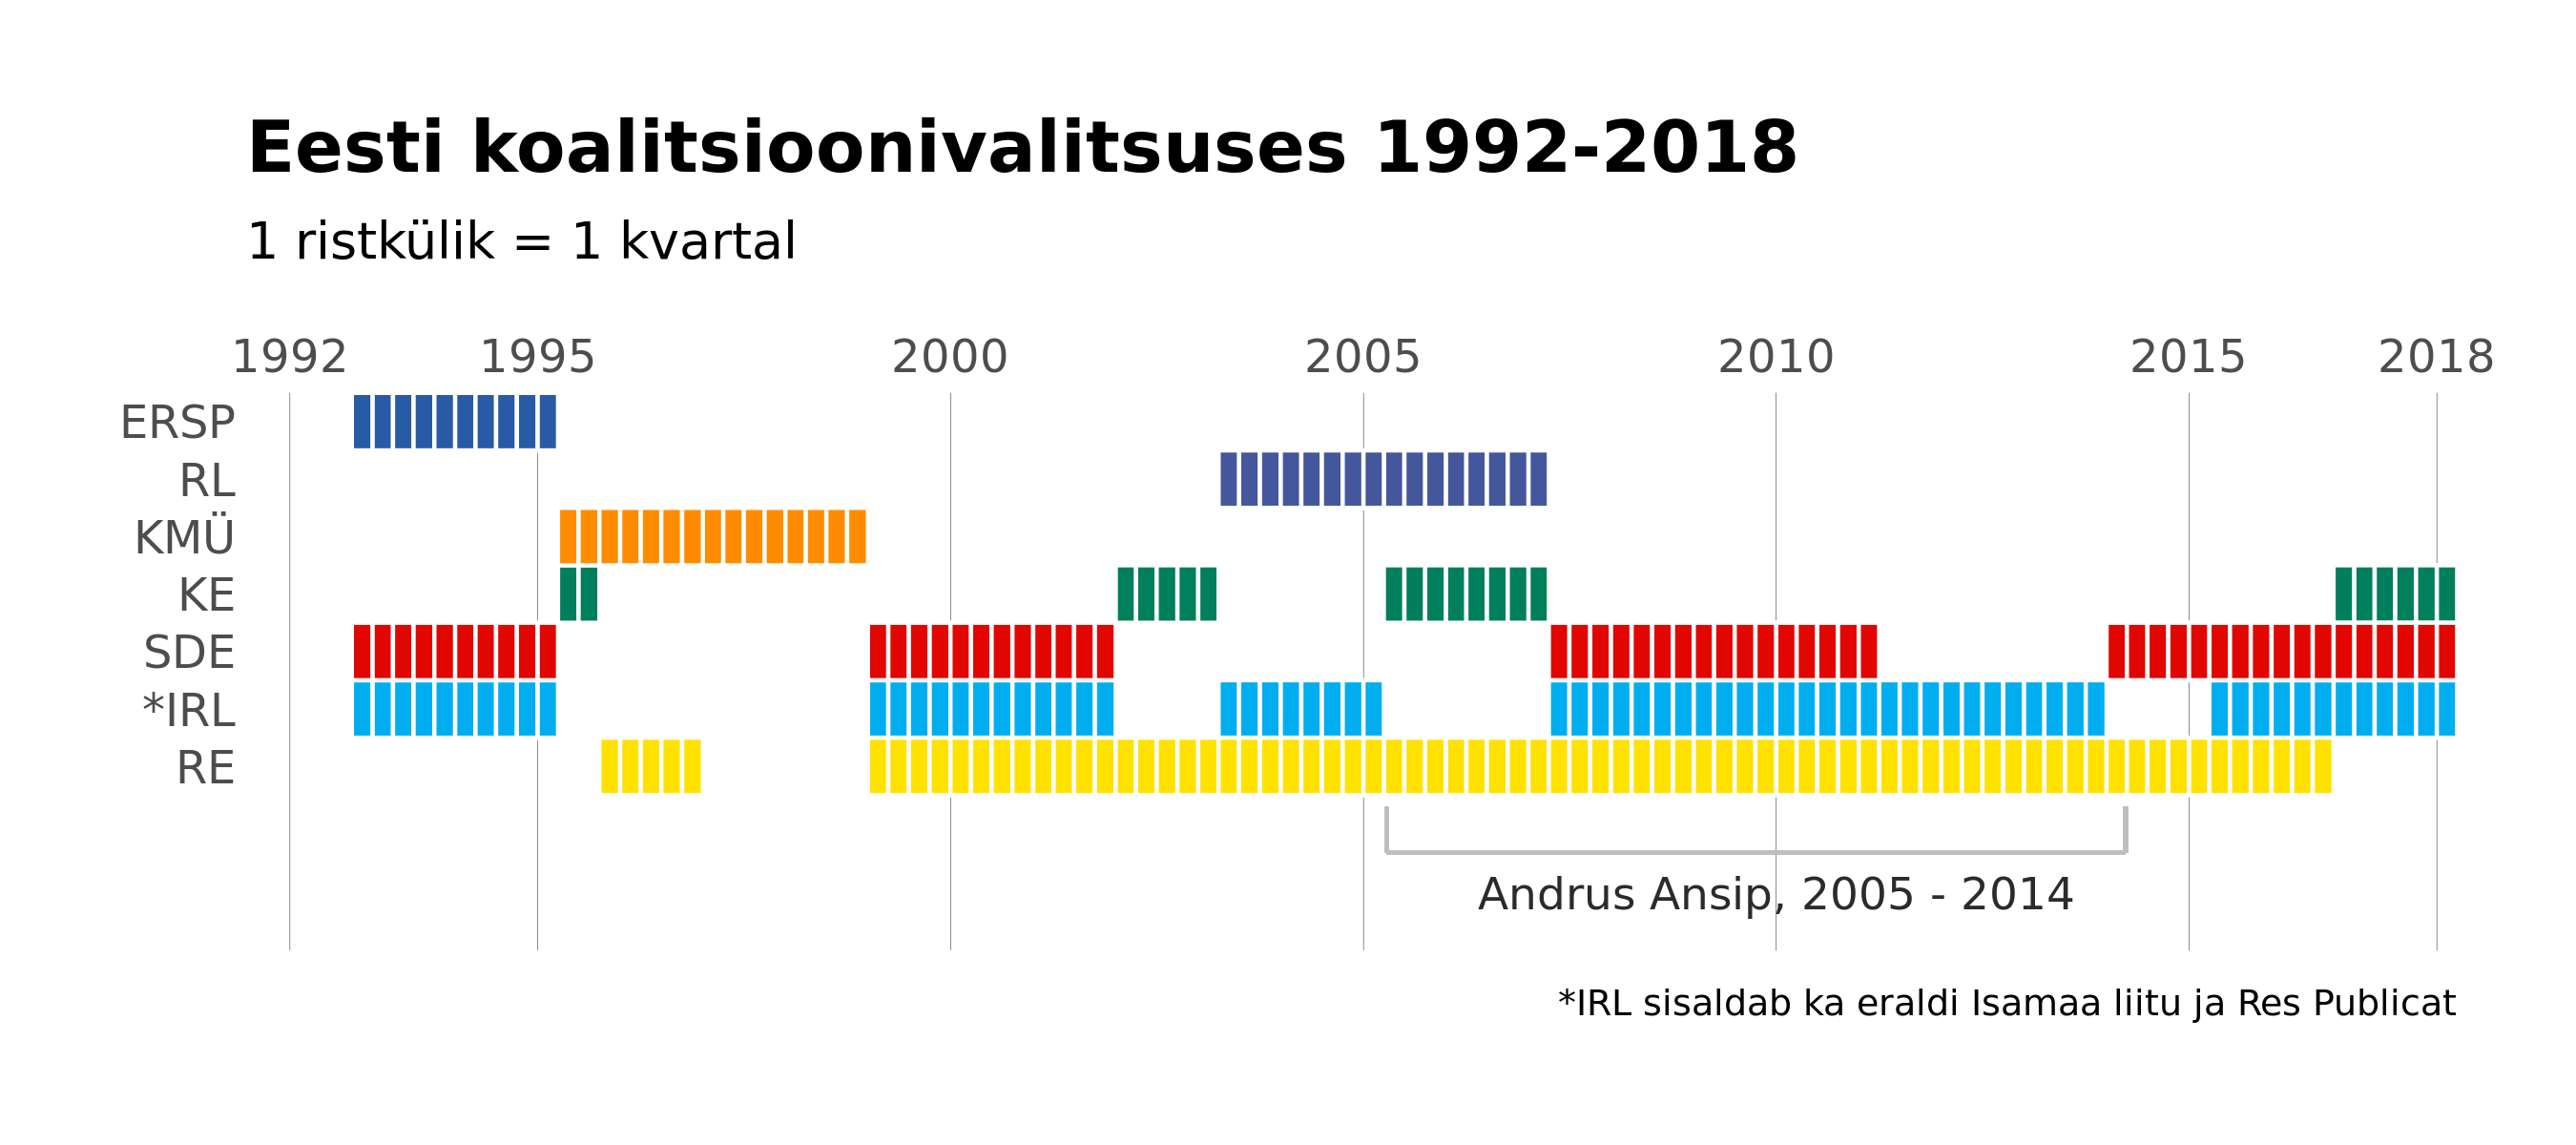 Eesti koalitsioonivalitsuses 1992-2018
1 ristkülik = 1 kvartal
1992 1995 2000 2005 2010 2015 2018
ERSP
RL
KMÜ
KE
SDE
*IRL
RE
Andrus Ansip, 2005 - 2014
*IRL sisaldab ka eraldi Isamaa liitu ja Res Publicat